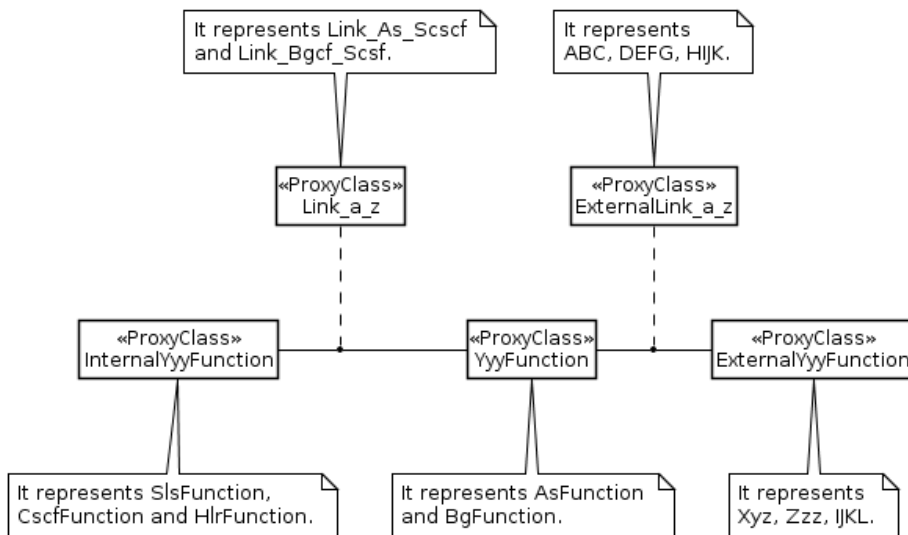 It represents Link_As_Scscf
and Link_Bgcf_Scsf.
It represents
ABC, DEFG, HIJK.
«ProxyClass»
Link_a_z
«ProxyClass»
ExternalLink_a_z
«ProxyClass»
InternalYyyFunction
«ProxyClass»
YyyFunction
«ProxyClass»
ExternalYyyFunction
It represents SlsFunction,
CscfFunction and HlrFunction.
It represents AsFunction
and BgFunction.
It represents
Xyz, Zzz, IJKL.